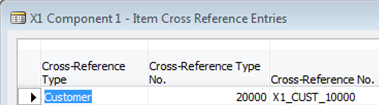 X1 Component 1 - Item Cross Reference Entries
Cross-Reference Type Cross-Reference Type No. Cross-Reference No.
Customer 20000 X1_CUST_10000